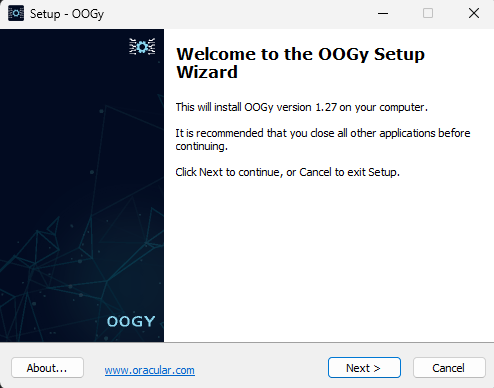 Setup - OOGy
Welcome to the OOGy Setup
Wizard
This will install OOGy version 1.27 on your computer.
It is recommended that you close all other applications before
continuing.
Click Next to continue, or Cancel to exit Setup.
OOGY
About...
www.oracular.com
Next >
Cancel